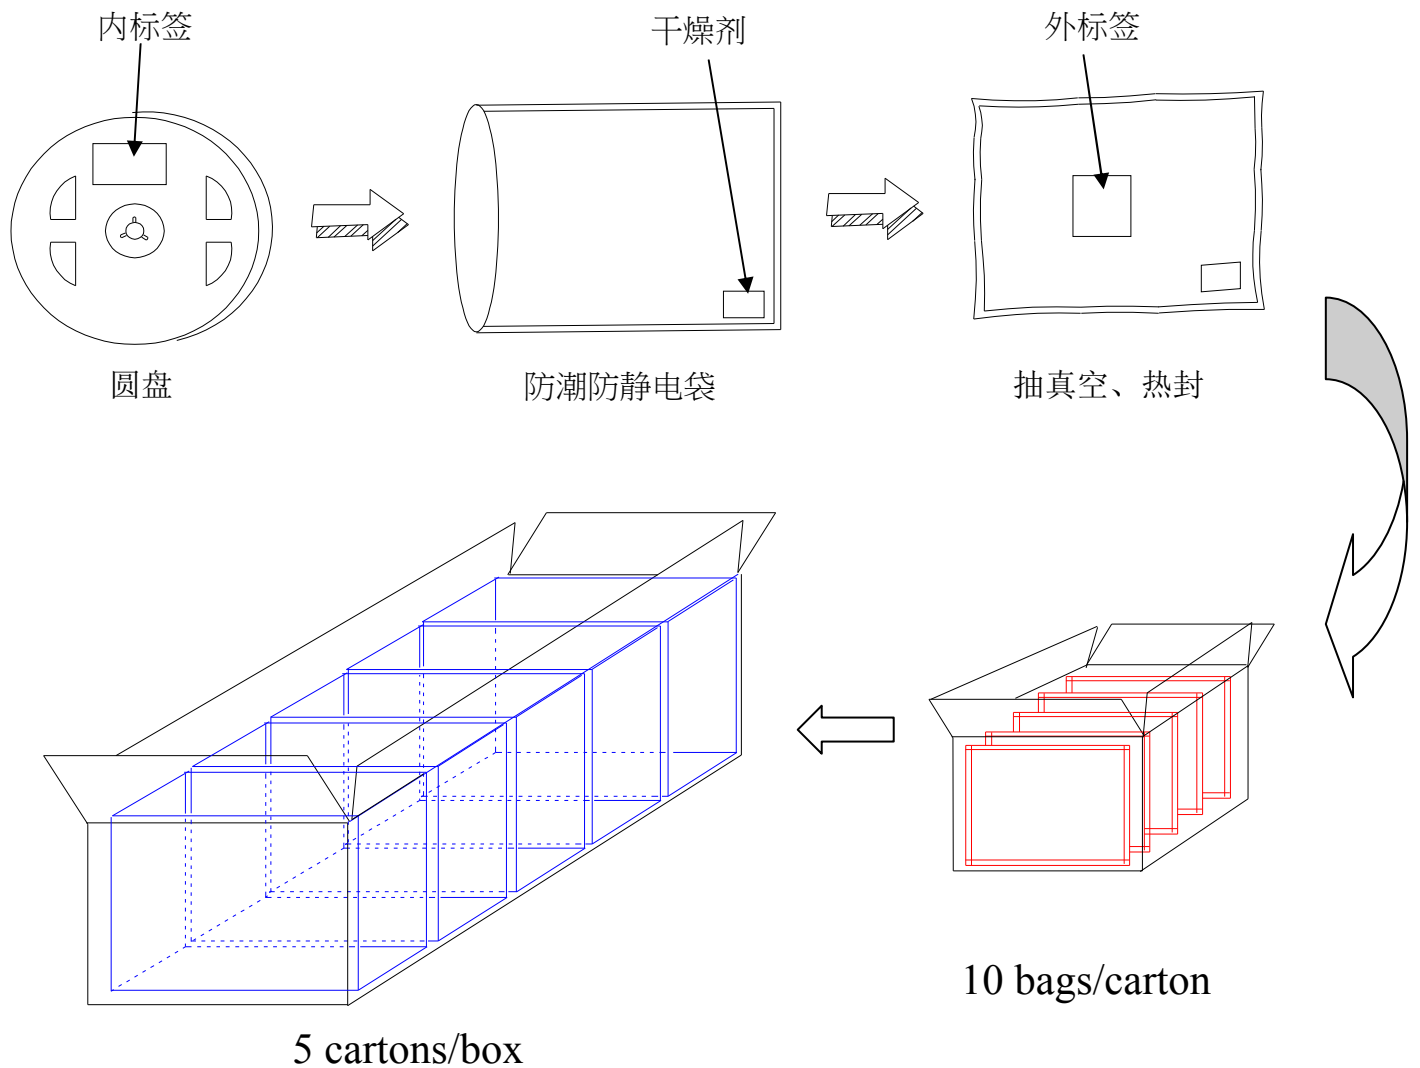 内标签
干燥剂
外标签
圆盘
防潮防静电袋
抽真空、热封
10 bags/carton
5 cartons/box